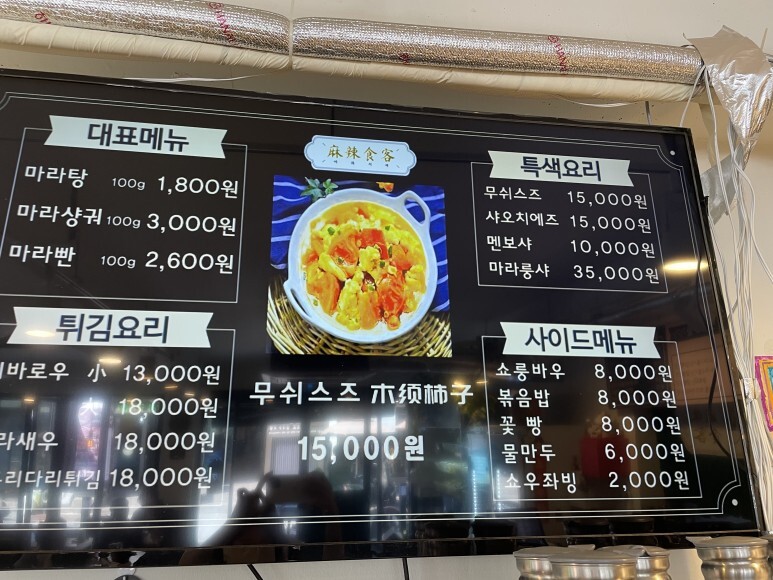 대표메뉴
마라탕 100g 1,800원
마라샹궈 100g 3,000원
마라빤 100g 2,600원
튀김요리
바로우 小 13,000원
大 18,000원
라새우 18,000원
리다리튀김 18,000원
麻辣食客
무쉬스즈 木须柿子
15,000원
특색요리
무쉬스즈 15,000원
샤오치에즈 15,000원
멘보샤 10,000원
마라룽샤 35,000원
사이드메뉴
쇼룽바우 8,000원
볶음밥 8,000원
꽃 빵 8,000원
물만두 6,000원
쇼우좌빙 2,000원